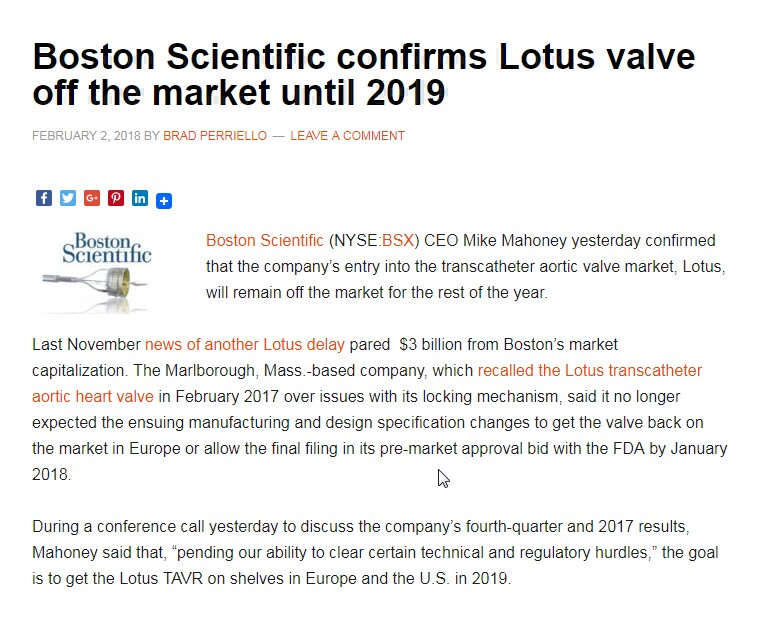 Boston Scientific confirms Lotus valve
off the market until 2019
FEBRUARY 2, 2018 BY BRAD PERRIELLO — LEAVE A COMMENT
f G+ in +
Boston
Scientific
Boston Scientific (NYSE:BSX) CEO Mike Mahoney yesterday confirmed
that the company’s entry into the transcatheter aortic valve market, Lotus,
will remain off the market for the rest of the year.
Last November news of another Lotus delay pared  $3 billion from Boston’s market
capitalization. The Marlborough, Mass.-based company, which recalled the Lotus transcatheter
aortic heart valve in February 2017 over issues with its locking mechanism, said it no longer
expected the ensuing manufacturing and design specification changes to get the valve back on
the market in Europe or allow the final filing in its pre-market approval bid with the FDA by January
2018.
During a conference call yesterday to discuss the company’s fourth-quarter and 2017 results,
Mahoney said that, “pending our ability to clear certain technical and regulatory hurdles,” the goal
is to get the Lotus TAVR on shelves in Europe and the U.S. in 2019.